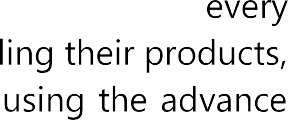 every
ling their products,
using the advance